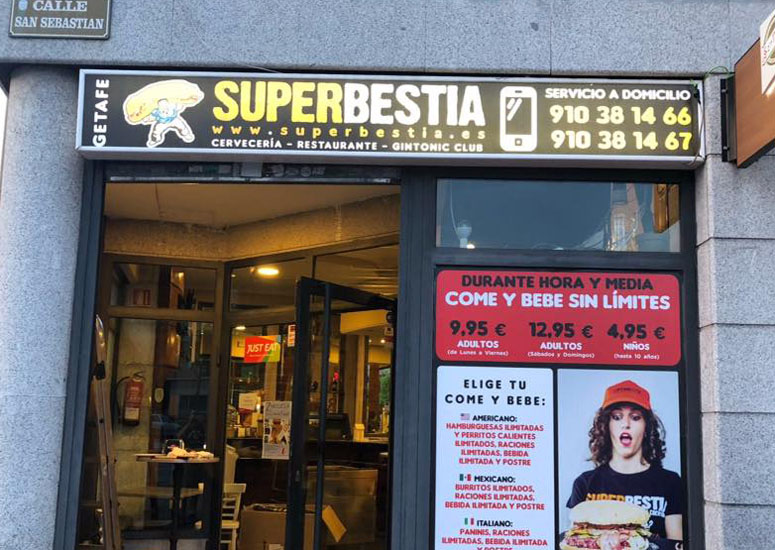 CALLE
SAN SEBASTIAN
GETAFE
SUPERBESTIA
www.superbestia.es
CERVECERÍA - RESTAURANTE - GINTONIC CLUB
SERVICIO A DOMICILIO
910 38 14 66
910 38 14 67
DURANTE HORA Y MEDIA
COME Y BEBE SIN LÍMITES
9,95 € 12,95 € 4,95 €
ADULTOS ADULTOS NIÑOS
(de Lunes a Viernes) (Sábados y Domingos) (hasta 10 años)
JUST EAT
ELIGE TU
COME Y BEBE:
AMERICANO:
HAMBURGUESAS ILIMITADAS
Y PERRITOS CALIENTES
ILIMITADOS, RACIONES
ILIMITADAS, BEBIDA
ILIMITADA Y POSTRE
MEXICANO:
BURRITOS ILIMITADOS,
RACIONES ILIMITADAS,
BEBIDA ILIMITADA Y POSTRE
ITALIANO:
PANINIS, RACIONES
ILIMITADAS, BEBIDA ILIMITADA
Y POSTRE
SUPERBESTIA